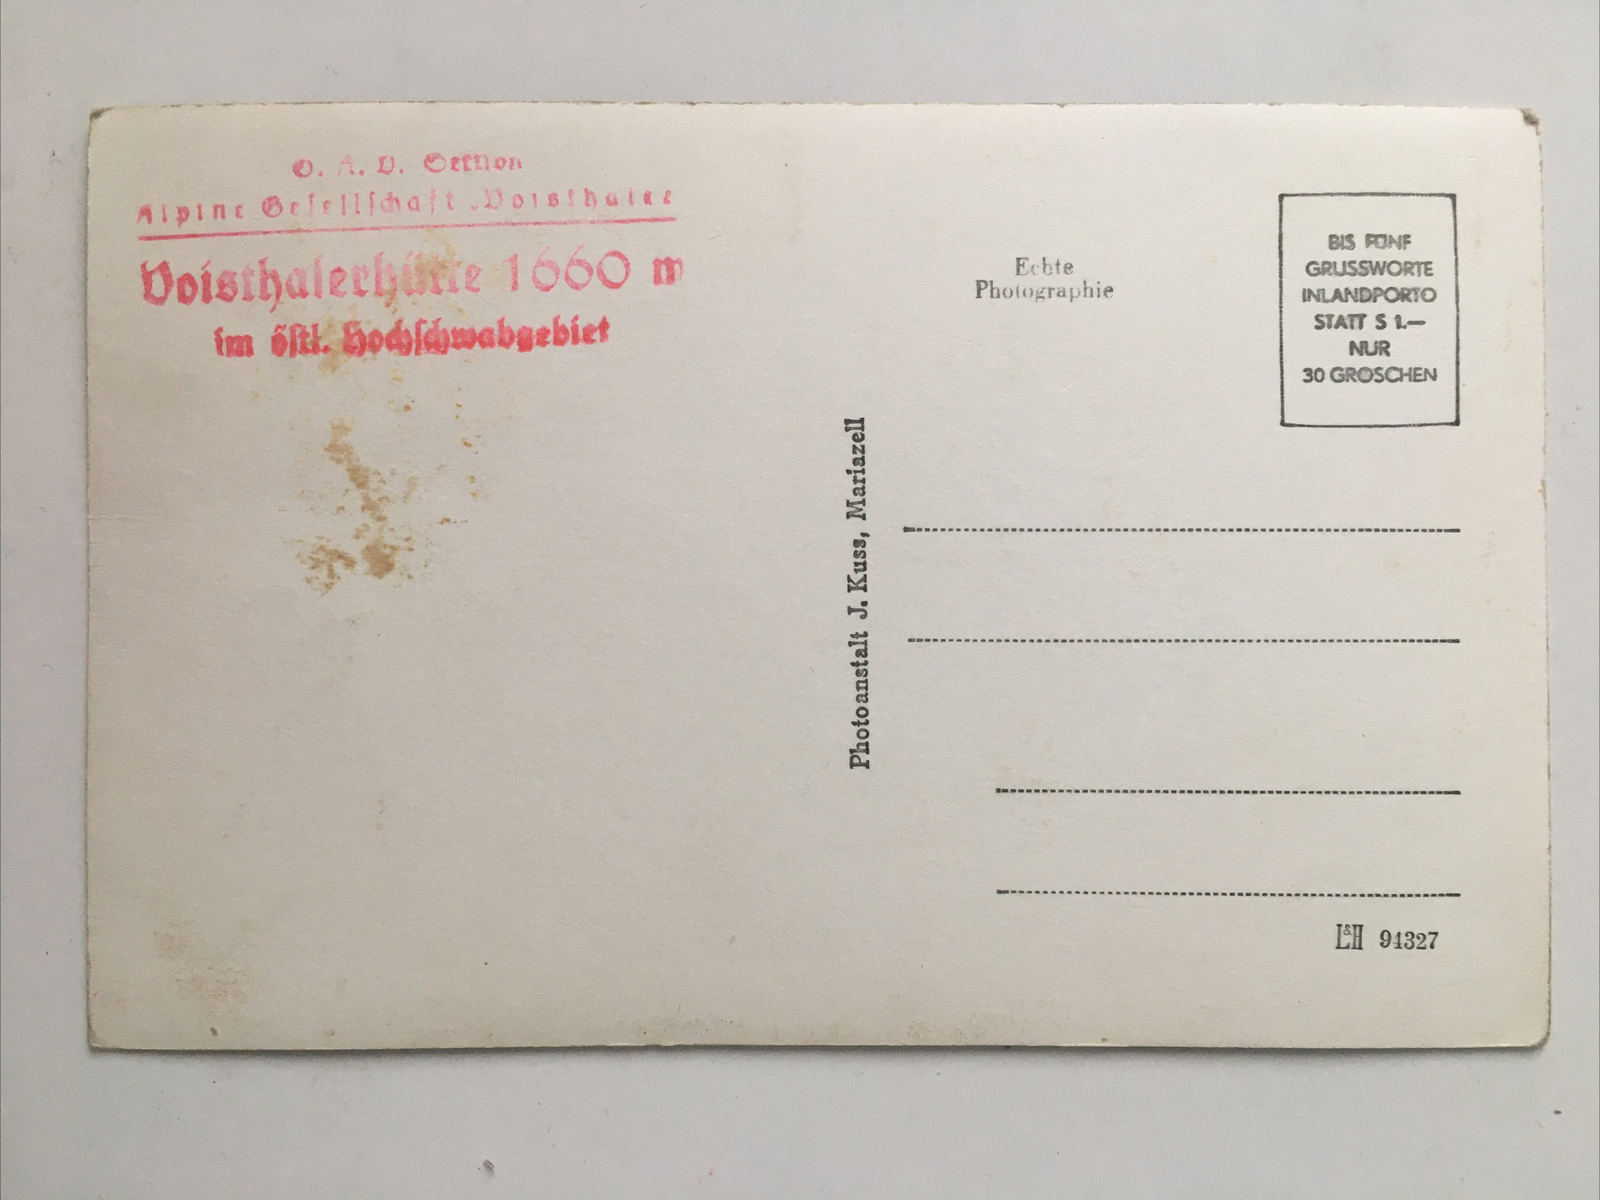 Ö. A. V. Sektion
Alpine Gesellschaft „Voisthaler
Voisthalerhütte 1660 m
im östl. Hochschwabgebiet
Echte
Photographie
BIS FÜNF
GRUSSWORTE
INLANDPORTO
STATT S 1.—
NUR
30 GROSCHEN
Photoanstalt J. Kuss, Mariazell
L&H 94327